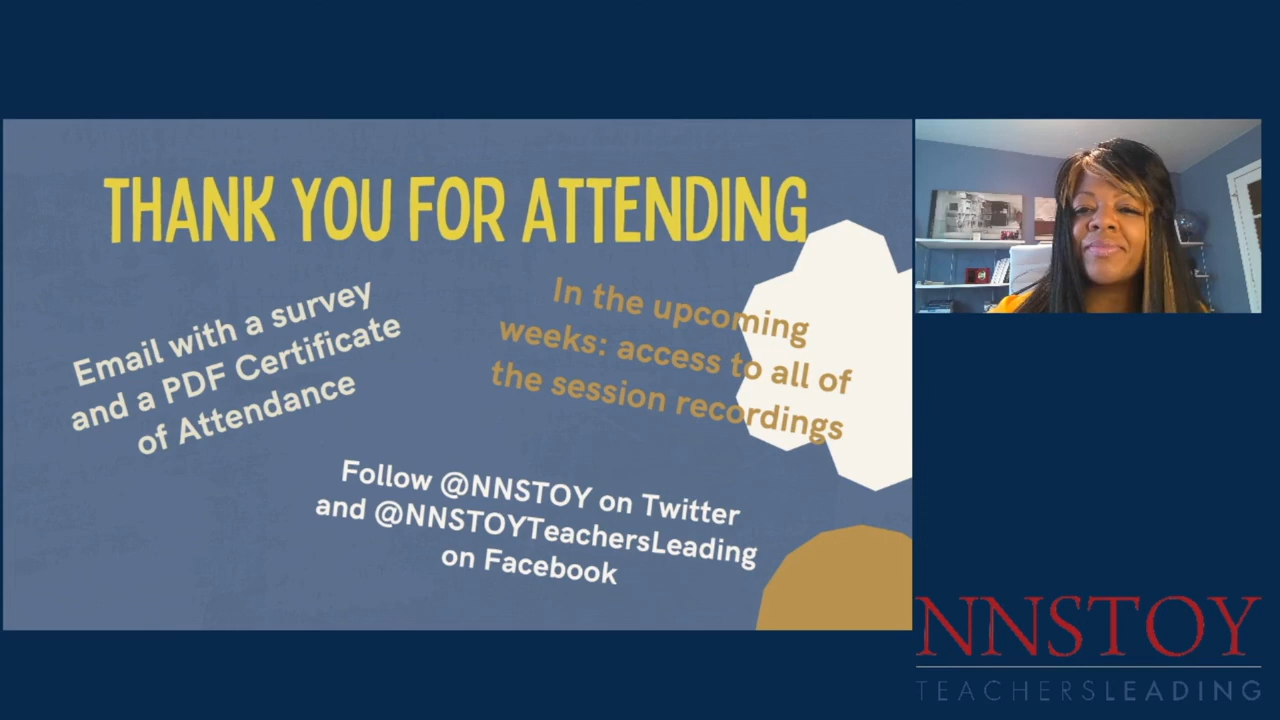 THANK YOU FOR ATTENDING
Email with a survey
and a PDF Certificate
of Attendance
In the upcoming
weeks: access to all of
the session recordings
Follow @NNSTOY on Twitter
and @NNSTOYTeachersLeading
on Facebook
NNSTOY
TEACHERSLEADING